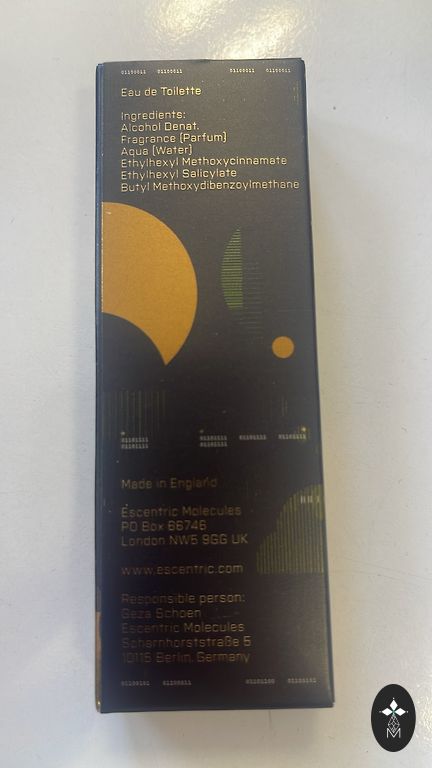 Eau de Toilette
Ingredients:
Alcohol Denat.
Fragrance (Parfum)
Aqua (Water)
Ethylhexyl Methoxycinnamate
Ethylhexyl Salicylate
Butyl Methoxydibenzoylmethane
Made in England
Escentric Molecules
PO Box 66746
London NW5 9GG UK
www.escentric.com
Responsible person:
Geza Schoen
Escentric Molecules
Scharnhorststraße 5
10115 Berlin, Germany